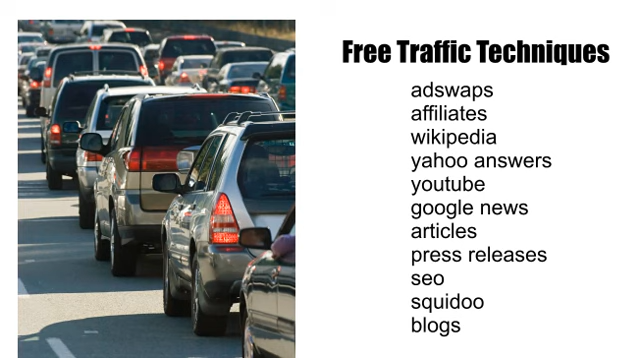 Free Traffic Techniques
adswaps
affiliates
wikipedia
yahoo answers
youtube
google news
articles
press releases
seo
squidoo
blogs